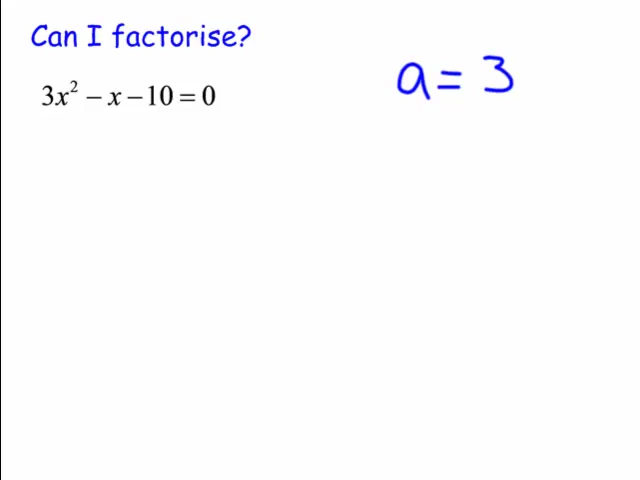 Can I factorise?
a = 3
3x² − x − 10 = 0